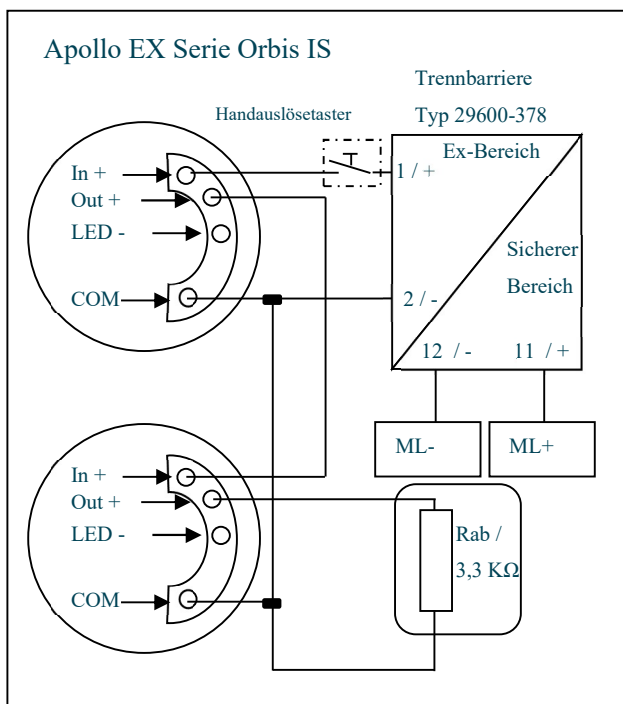 Apollo EX Serie Orbis IS
Trennbarriere
Typ 29600-378
Handauslösetaster
Ex-Bereich
In +
Out +
LED -
COM
1 / +
2 / -
Sicherer
Bereich
12 / -
11 / +
ML-
ML+
In +
Out +
LED -
COM
Rab /
3,3 KΩ